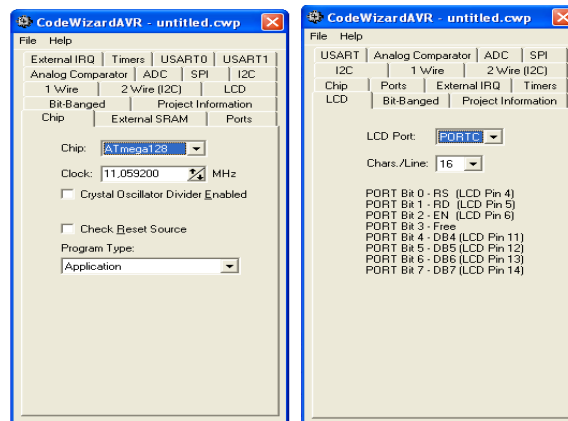 CodeWizardAVR - untitled.cwp
File Help
External IRQ Timers USART0 USART1
Analog Comparator ADC SPI I2C
1 Wire 2 Wire (I2C) LCD
Bit-Banged Project Information
Chip External SRAM Ports
Chip: ATmega128
Clock: 11,059200 MHz
Crystal Oscillator Divider Enabled
Check Reset Source
Program Type:
Application
CodeWizardAVR - untitled.cwp
File Help
USART Analog Comparator ADC SPI
I2C 1 Wire 2 Wire (I2C)
Chip Ports External IRQ Timers
LCD Bit-Banged Project Information
LCD Port: PORTC
Chars./Line: 16
PORT Bit 0 - RS (LCD Pin 4)
PORT Bit 1 - RD (LCD Pin 5)
PORT Bit 2 - EN (LCD Pin 6)
PORT Bit 3 - Free
PORT Bit 4 - DB4 (LCD Pin 11)
PORT Bit 5 - DB5 (LCD Pin 12)
PORT Bit 6 - DB6 (LCD Pin 13)
PORT Bit 7 - DB7 (LCD Pin 14)